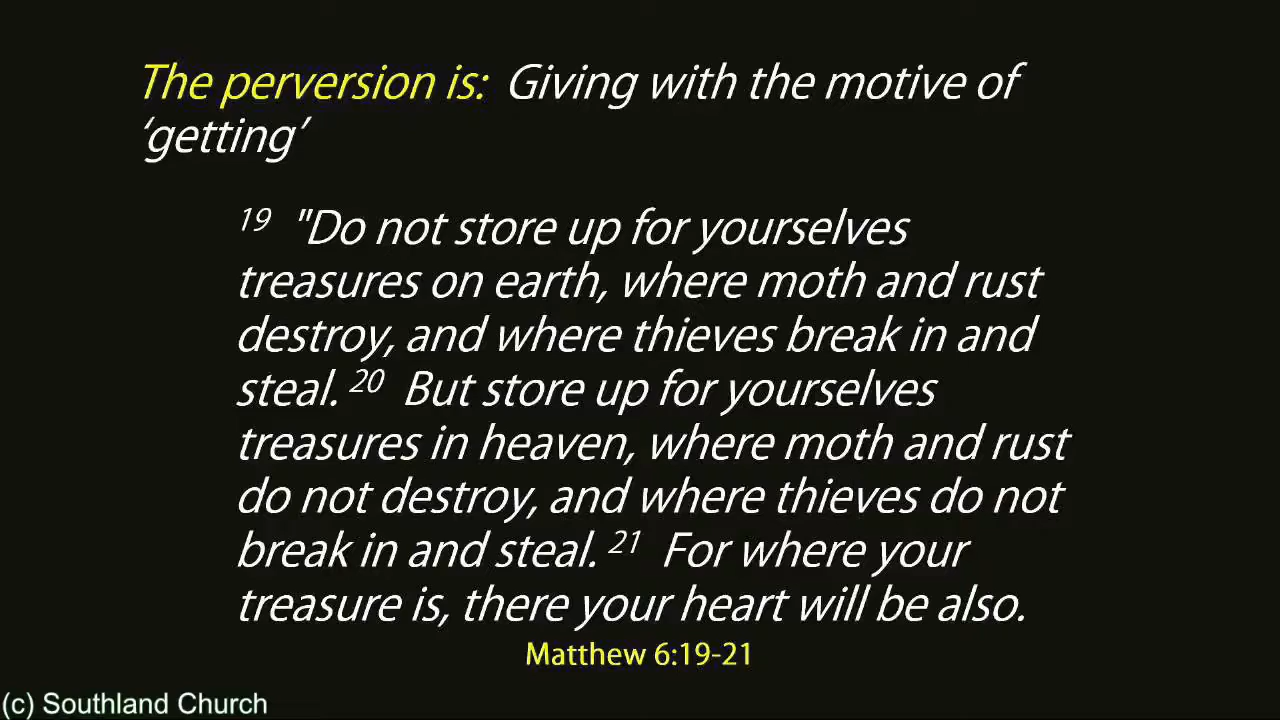 The perversion is:  Giving with the motive of
‘getting’
19 "Do not store up for yourselves
treasures on earth, where moth and rust
destroy, and where thieves break in and
steal. 20 But store up for yourselves
treasures in heaven, where moth and rust
do not destroy, and where thieves do not
break in and steal. 21 For where your
treasure is, there your heart will be also.
Matthew 6:19-21
(c) Southland Church